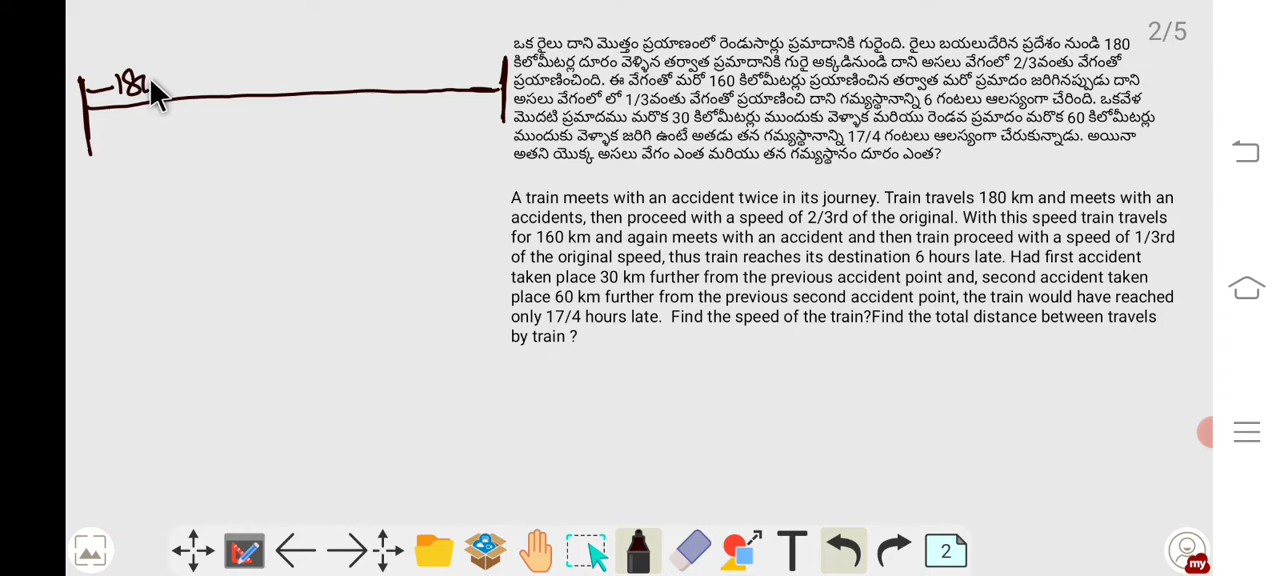 2/5
180
ఒక రైలు దాని మొత్తం ప్రయాణంలో రెండుసార్లు ప్రమాదానికి గురైంది. రైలు బయలుదేరిన ప్రదేశం నుండి 180
కిలోమీటర్ల దూరం వెళ్ళిన తర్వాత ప్రమాదానికి గురై అక్కడినుండి దాని అసలు వేగంలో 2/3వంతు వేగంతో
ప్రయాణించింది. ఈ వేగంతో మరో 160 కిలోమీటర్లు ప్రయాణించిన తర్వాత మరో ప్రమాదం జరిగినప్పుడు దాని
అసలు వేగంలో లో 1/3వంతు వేగంతో ప్రయాణించి దాని గమ్యస్థానాన్ని 6 గంటలు ఆలస్యంగా చేరింది. ఒకవేళ
మొదటి ప్రమాదము మరొక 30 కిలోమీటర్లు ముందుకు వెళ్ళాక మరియు రెండవ ప్రమాదం మరొక 60 కిలోమీటర్లు
ముందుకు వెళ్ళాక జరిగి ఉంటే అతడు తన గమ్యస్థానాన్ని 17/4 గంటలు ఆలస్యంగా చేరుకున్నాడు. అయినా
అతని యొక్క అసలు వేగం ఎంత మరియు తన గమ్యస్థానం దూరం ఎంత?
A train meets with an accident twice in its journey. Train travels 180 km and meets with an
accidents, then proceed with a speed of 2/3rd of the original. With this speed train travels
for 160 km and again meets with an accident and then train proceed with a speed of 1/3rd
of the original speed, thus train reaches its destination 6 hours late. Had first accident
taken place 30 km further from the previous accident point and, second accident taken
place 60 km further from the previous second accident point, the train would have reached
only 17/4 hours late.  Find the speed of the train?Find the total distance between travels
by train ?
T
2
my